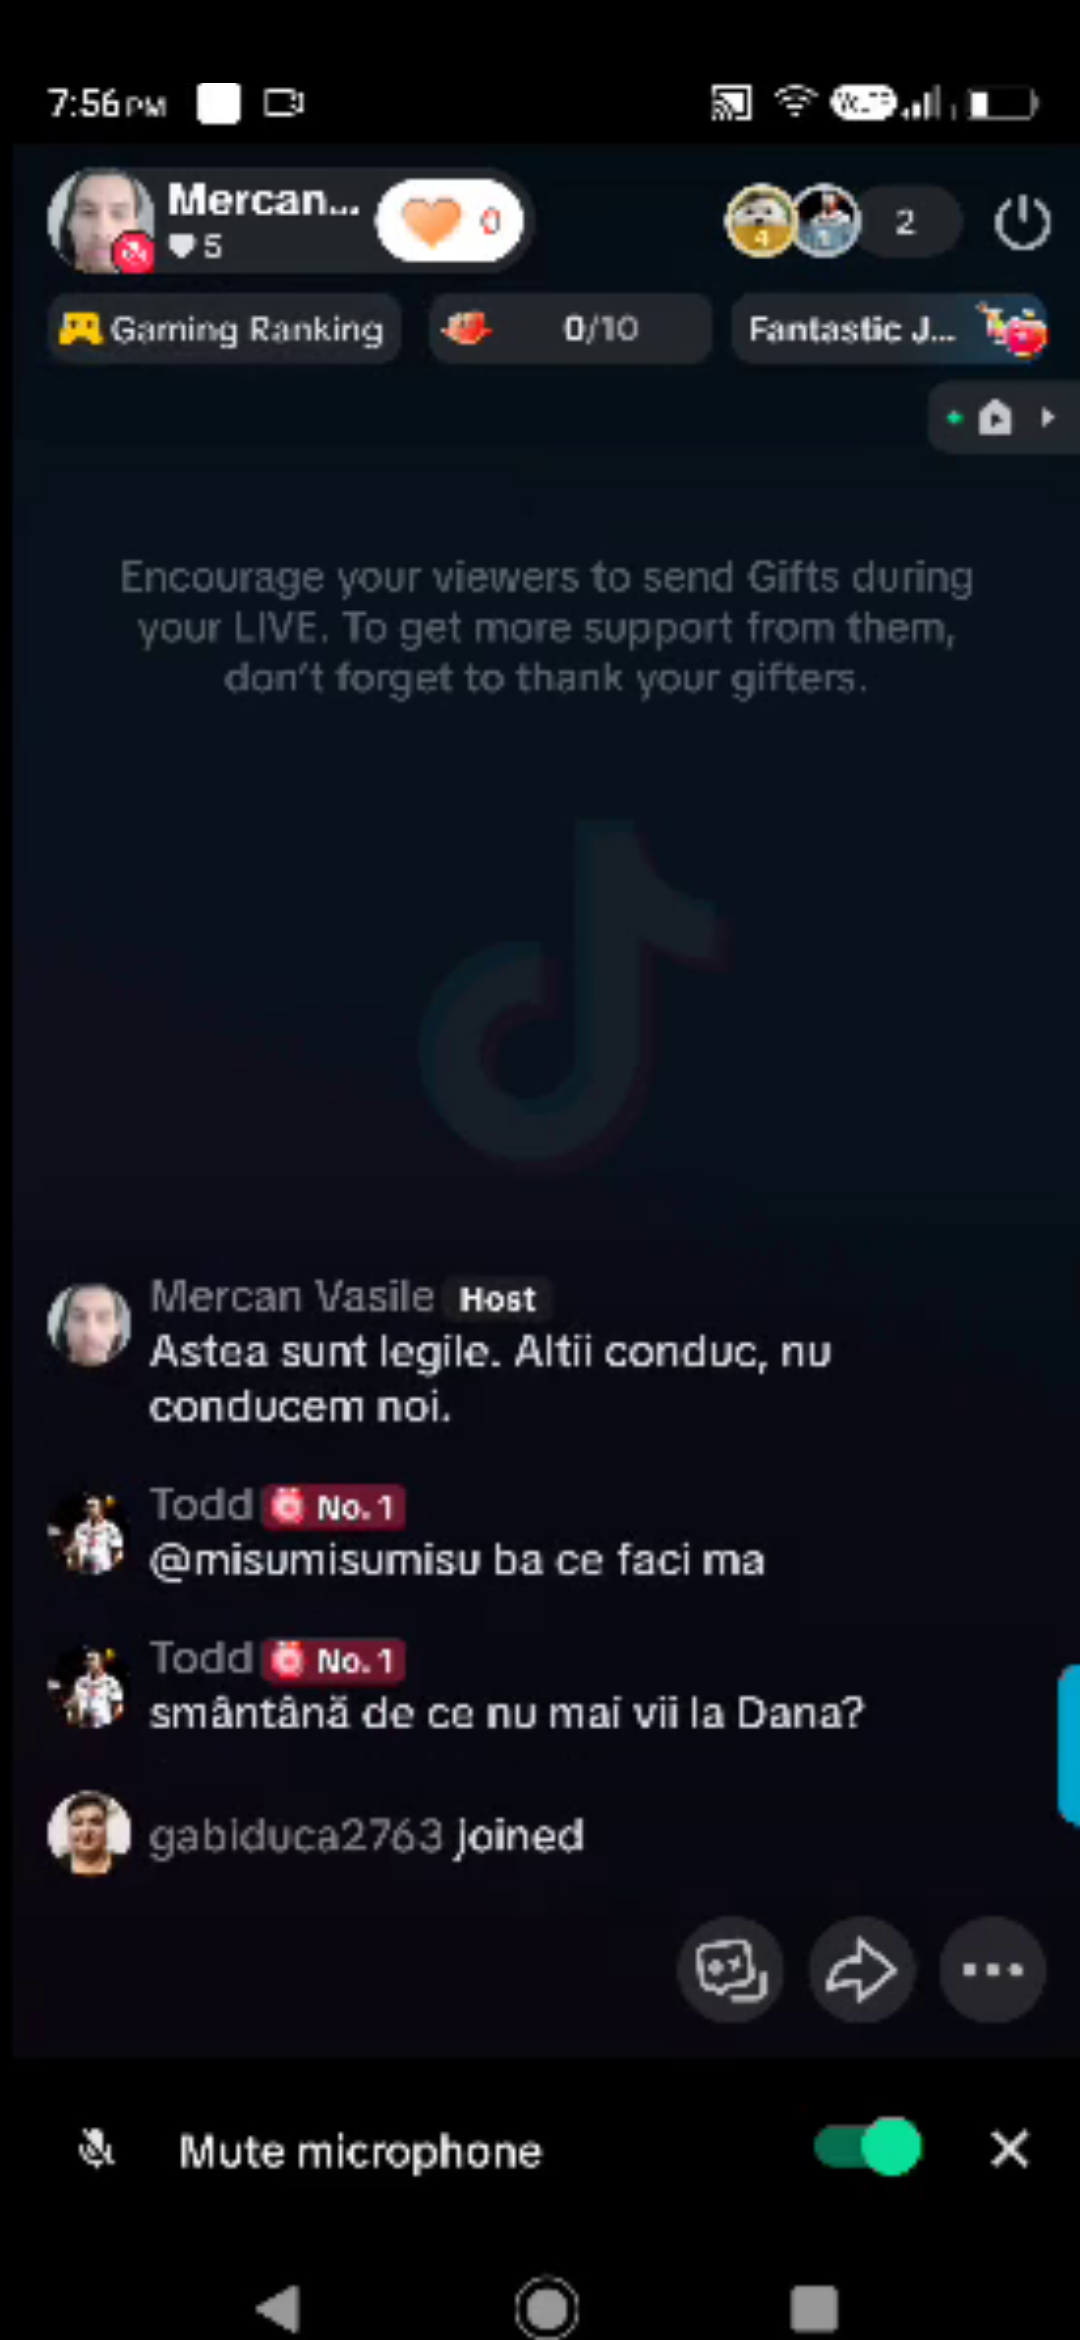 7:56 PM
Mercan... 0
5
2
Gaming Ranking
0/10
Fantastic J...
Encourage your viewers to send Gifts during
your LIVE. To get more support from them,
don't forget to thank your gifters.
Mercan Vasile Host
Astea sunt legile. Altii conduc, nu
conducem noi.
Todd No. 1
@misumisumisu ba ce faci ma
Todd No. 1
smântână de ce nu mai vii la Dana?
gabiduca2763 joined
Mute microphone